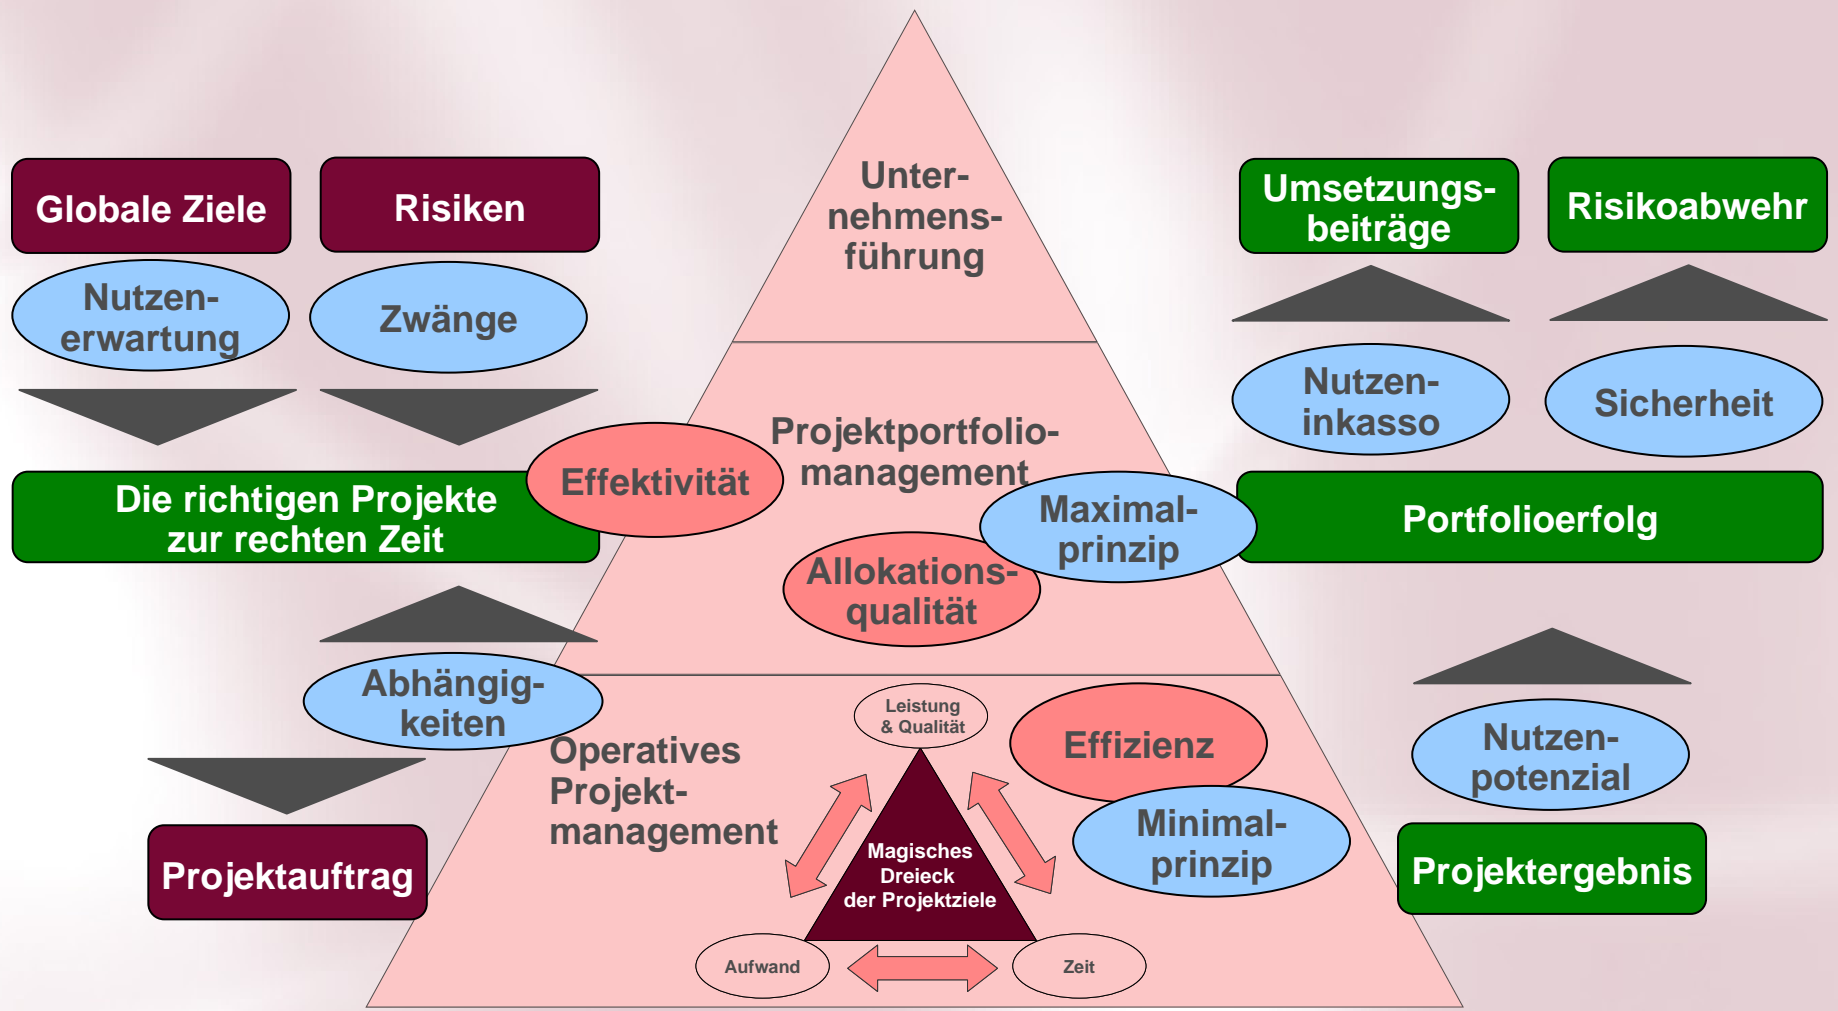 Unter-
nehmens-
führung
Globale Ziele
Risiken
Nutzen-
erwartung
Zwänge
Umsetzungs-
beiträge
Risikoabwehr
Nutzen-
inkasso
Sicherheit
Projektportfolio-
management
Effektivität
Die richtigen Projekte
zur rechten Zeit
Maximal-
prinzip
Portfolioerfolg
Allokations-
qualität
Abhängig-
keiten
Operatives
Projekt-
management
Leistung
& Qualität
Effizienz
Minimal-
prinzip
Nutzen-
potenzial
Projektauftrag
Magisches
Dreieck
der Projektziele
Projektergebnis
Aufwand
Zeit